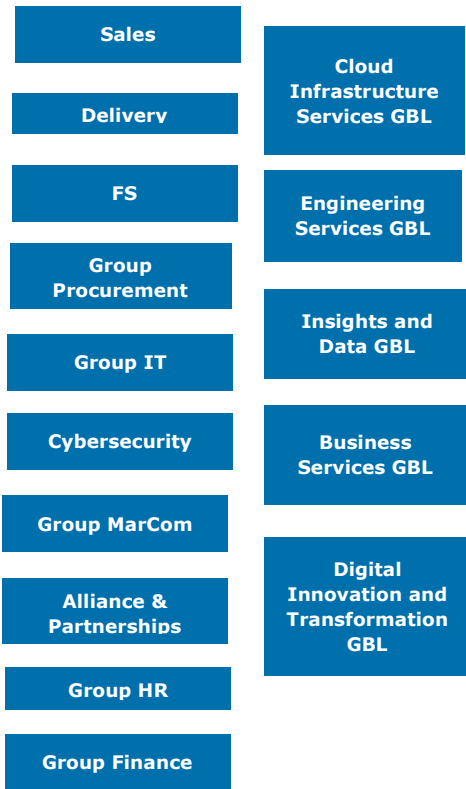 Sales
Delivery
FS
Group
Procurement
Group IT
Cybersecurity
Group MarCom
Alliance &
Partnerships
Group HR
Group Finance
Cloud
Infrastructure
Services GBL
Engineering
Services GBL
Insights and
Data GBL
Business
Services GBL
Digital
Innovation and
Transformation
GBL